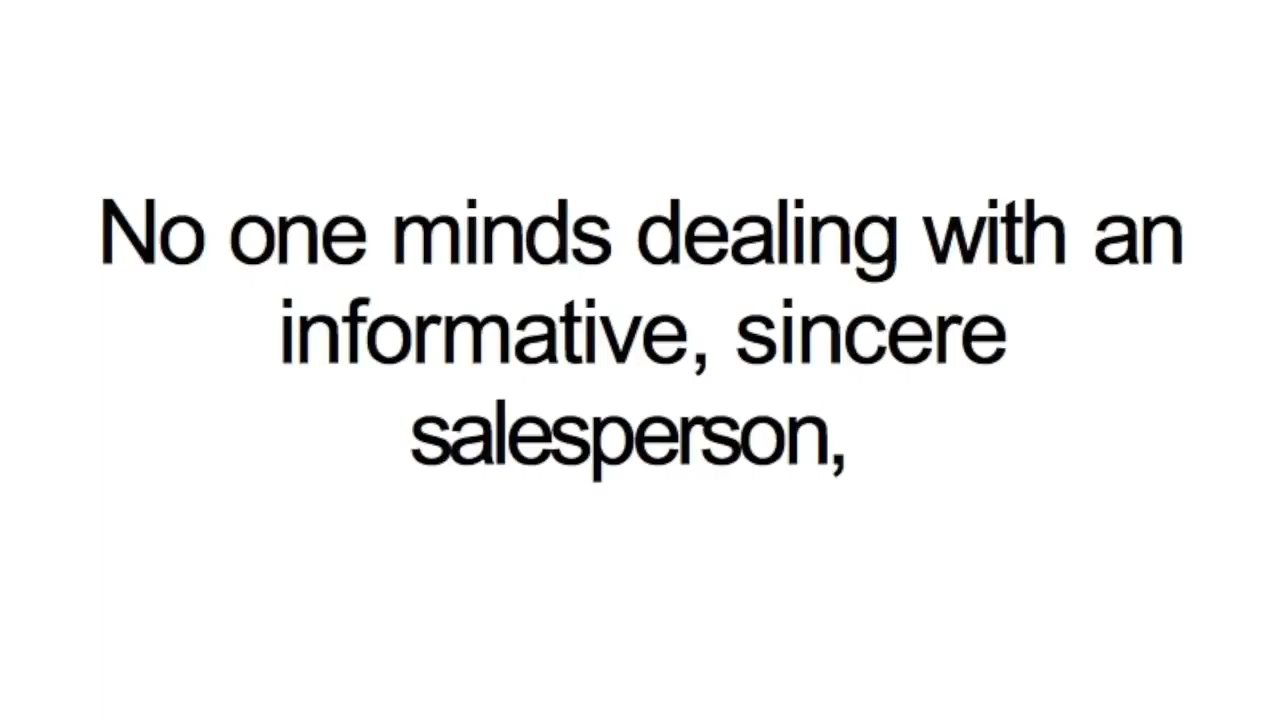 No one minds dealing with an
informative, sincere
salesperson,